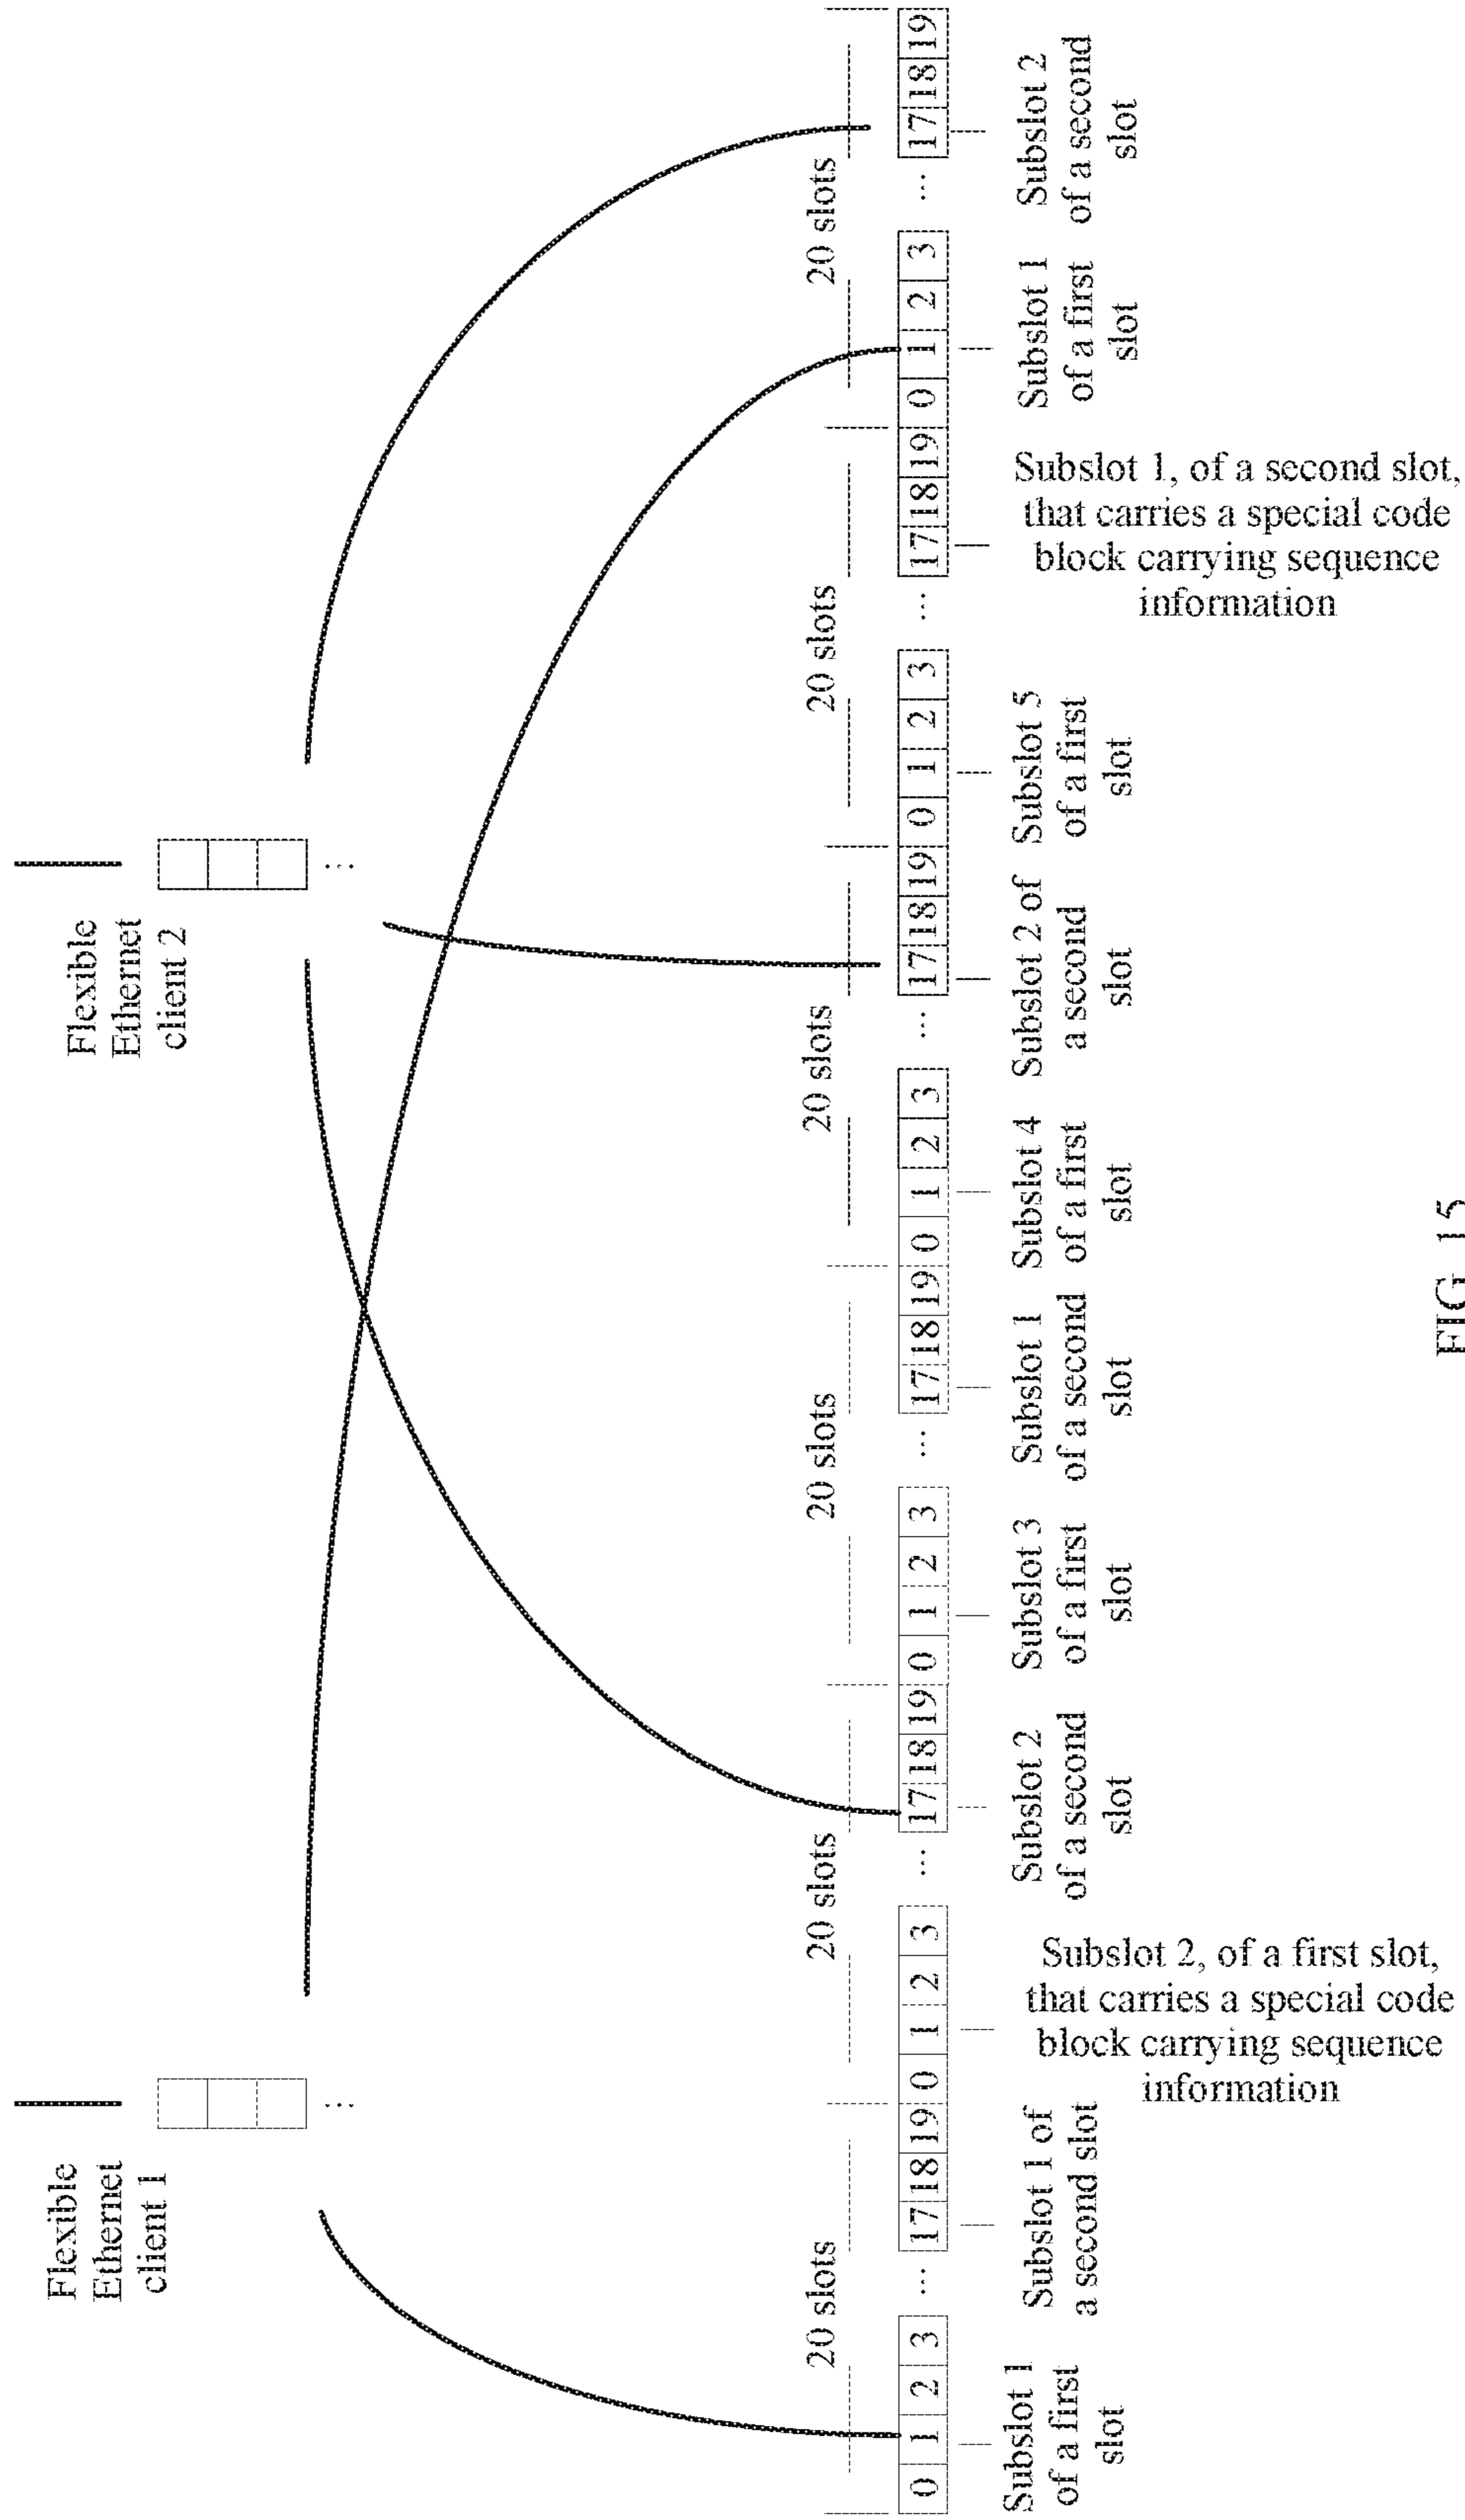 Flexible
Ethernet
client 1
Flexible
Ethernet
client 2
20 slots
20 slots
20 slots
20 slots
20 slots
20 slots
0 1 2 3 ... 17 18 19 0 1 2 3 ... 17 18 19 0 1 2 3 ... 17 18 19 0 1 2 3 ... 17 18 19 0 1 2 3 ... 17 18 19 0 1 2 3 ... 17 18 19
Subslot 1
of a first
slot
Subslot 1 of
a second slot
Subslot 2, of a first slot,
that carries a special code
block carrying sequence
information
Subslot 2
of a second
slot
Subslot 3
of a first
slot
Subslot 1
of a second
slot
Subslot 4
of a first
slot
Subslot 2 of
a second
slot
Subslot 5
of a first
slot
Subslot 1, of a second slot,
that carries a special code
block carrying sequence
information
Subslot 1
of a first
slot
Subslot 2
of a second
slot
FIG. 15